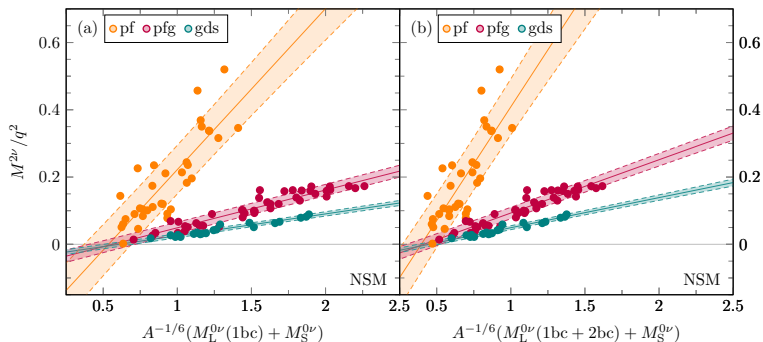 (a) pf pfg gds
(b) pf pfg gds
0.6 0.6
0.4 0.4
0.2 0.2
0 0
M^{2ν}/q^2
NSM NSM
0.5 1 1.5 2 2.5 0.5 1 1.5 2 2.5
A^{-1/6}(M_L^{0ν}(1bc) + M_S^{0ν})
A^{-1/6}(M_L^{0ν}(1bc + 2bc) + M_S^{0ν})